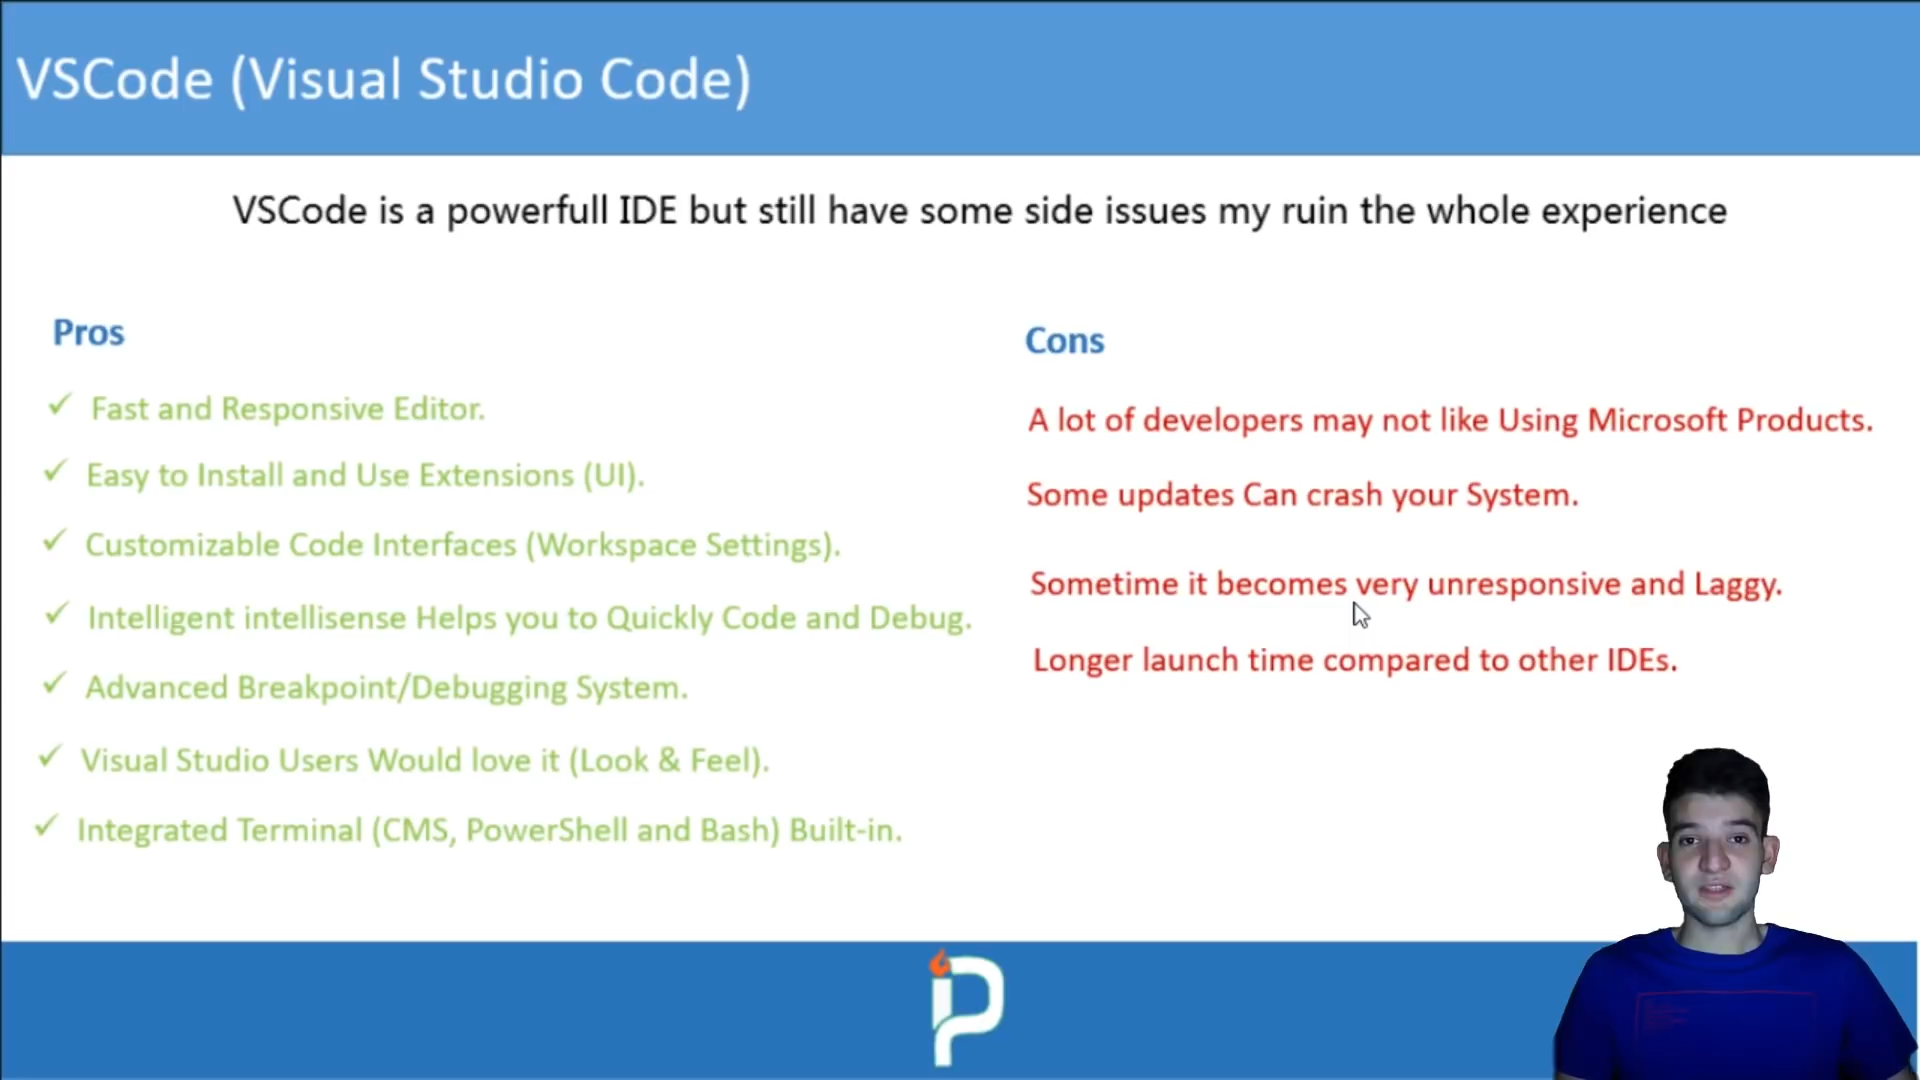 VSCode (Visual Studio Code)
VSCode is a powerfull IDE but still have some side issues my ruin the whole experience
Pros
Fast and Responsive Editor.
Easy to Install and Use Extensions (UI).
Customizable Code Interfaces (Workspace Settings).
Intelligent intellisense Helps you to Quickly Code and Debug.
Advanced Breakpoint/Debugging System.
Visual Studio Users Would love it (Look & Feel).
Integrated Terminal (CMS, PowerShell and Bash) Built-in.
Cons
A lot of developers may not like Using Microsoft Products.
Some updates Can crash your System.
Sometime it becomes very unresponsive and Laggy.
Longer launch time compared to other IDEs.